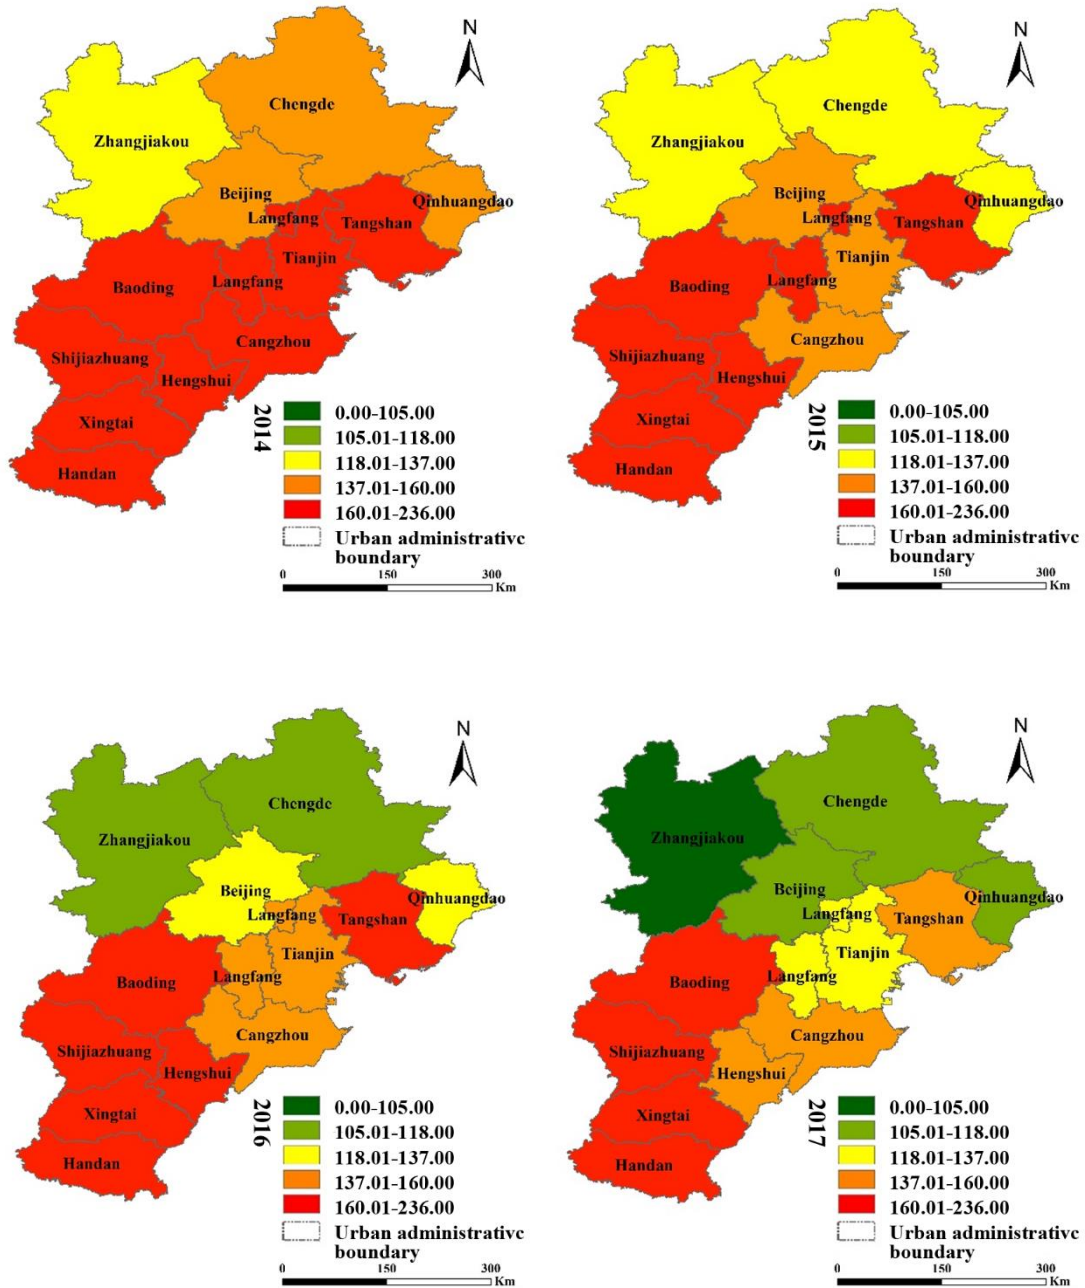 N
Chengde
Zhangjiakou
Beijing
Qinhuangdao
Langfang
Tangshan
Tianjin
Baoding
Langfang
Cangzhou
Shijiazhuang
Hengshui
Xingtai
Handan
2014
0.00-105.00
105.01-118.00
118.01-137.00
137.01-160.00
160.01-236.00
Urban administrative
boundary
0 150 300
Km
N
Chengde
Zhangjiakou
Beijing
Qinhuangdao
Langfang
Tangshan
Tianjin
Baoding
Langfang
Cangzhou
Shijiazhuang
Hengshui
Xingtai
Handan
2015
0.00-105.00
105.01-118.00
118.01-137.00
137.01-160.00
160.01-236.00
Urban administrative
boundary
0 150 300
Km
N
Chengde
Zhangjiakou
Beijing
Qinhuangdao
Langfang
Tangshan
Tianjin
Baoding
Langfang
Cangzhou
Shijiazhuang
Hengshui
Xingtai
Handan
2016
0.00-105.00
105.01-118.00
118.01-137.00
137.01-160.00
160.01-236.00
Urban administrative
boundary
0 150 300
Km
N
Chengde
Zhangjiakou
Beijing
Qinhuangdao
Langfang
Tangshan
Tianjin
Baoding
Langfang
Cangzhou
Shijiazhuang
Hengshui
Xingtai
Handan
2017
0.00-105.00
105.01-118.00
118.01-137.00
137.01-160.00
160.01-236.00
Urban administrative
boundary
0 150 300
Km